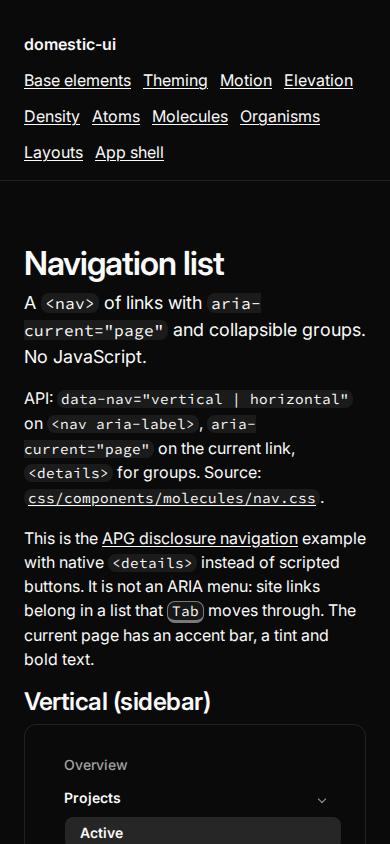 domestic-ui
Base elements Theming Motion Elevation
Density Atoms Molecules Organisms
Layouts App shell
Navigation list
A <nav> of links with aria-
current="page" and collapsible groups.
No JavaScript.
API: data-nav="vertical | horizontal"
on <nav aria-label>, aria-
current="page" on the current link,
<details> for groups. Source:
css/components/molecules/nav.css.
This is the APG disclosure navigation example
with native <details> instead of scripted
buttons. It is not an ARIA menu: site links
belong in a list that Tab moves through. The
current page has an accent bar, a tint and
bold text.
Vertical (sidebar)
Overview
Projects
Active